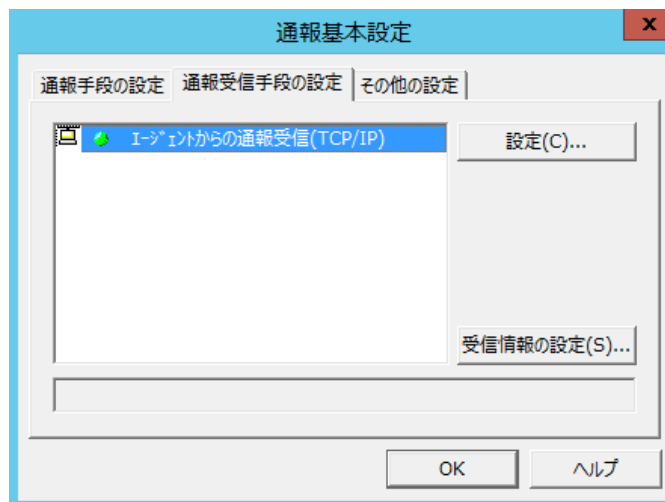 通報基本設定
x
通報手段の設定 通報受信手段の設定 その他の設定
ｴｰｼﾞｪﾝﾄからの通報受信(TCP/IP)
設定(C)...
受信情報の設定(S)...
OK ヘルプ